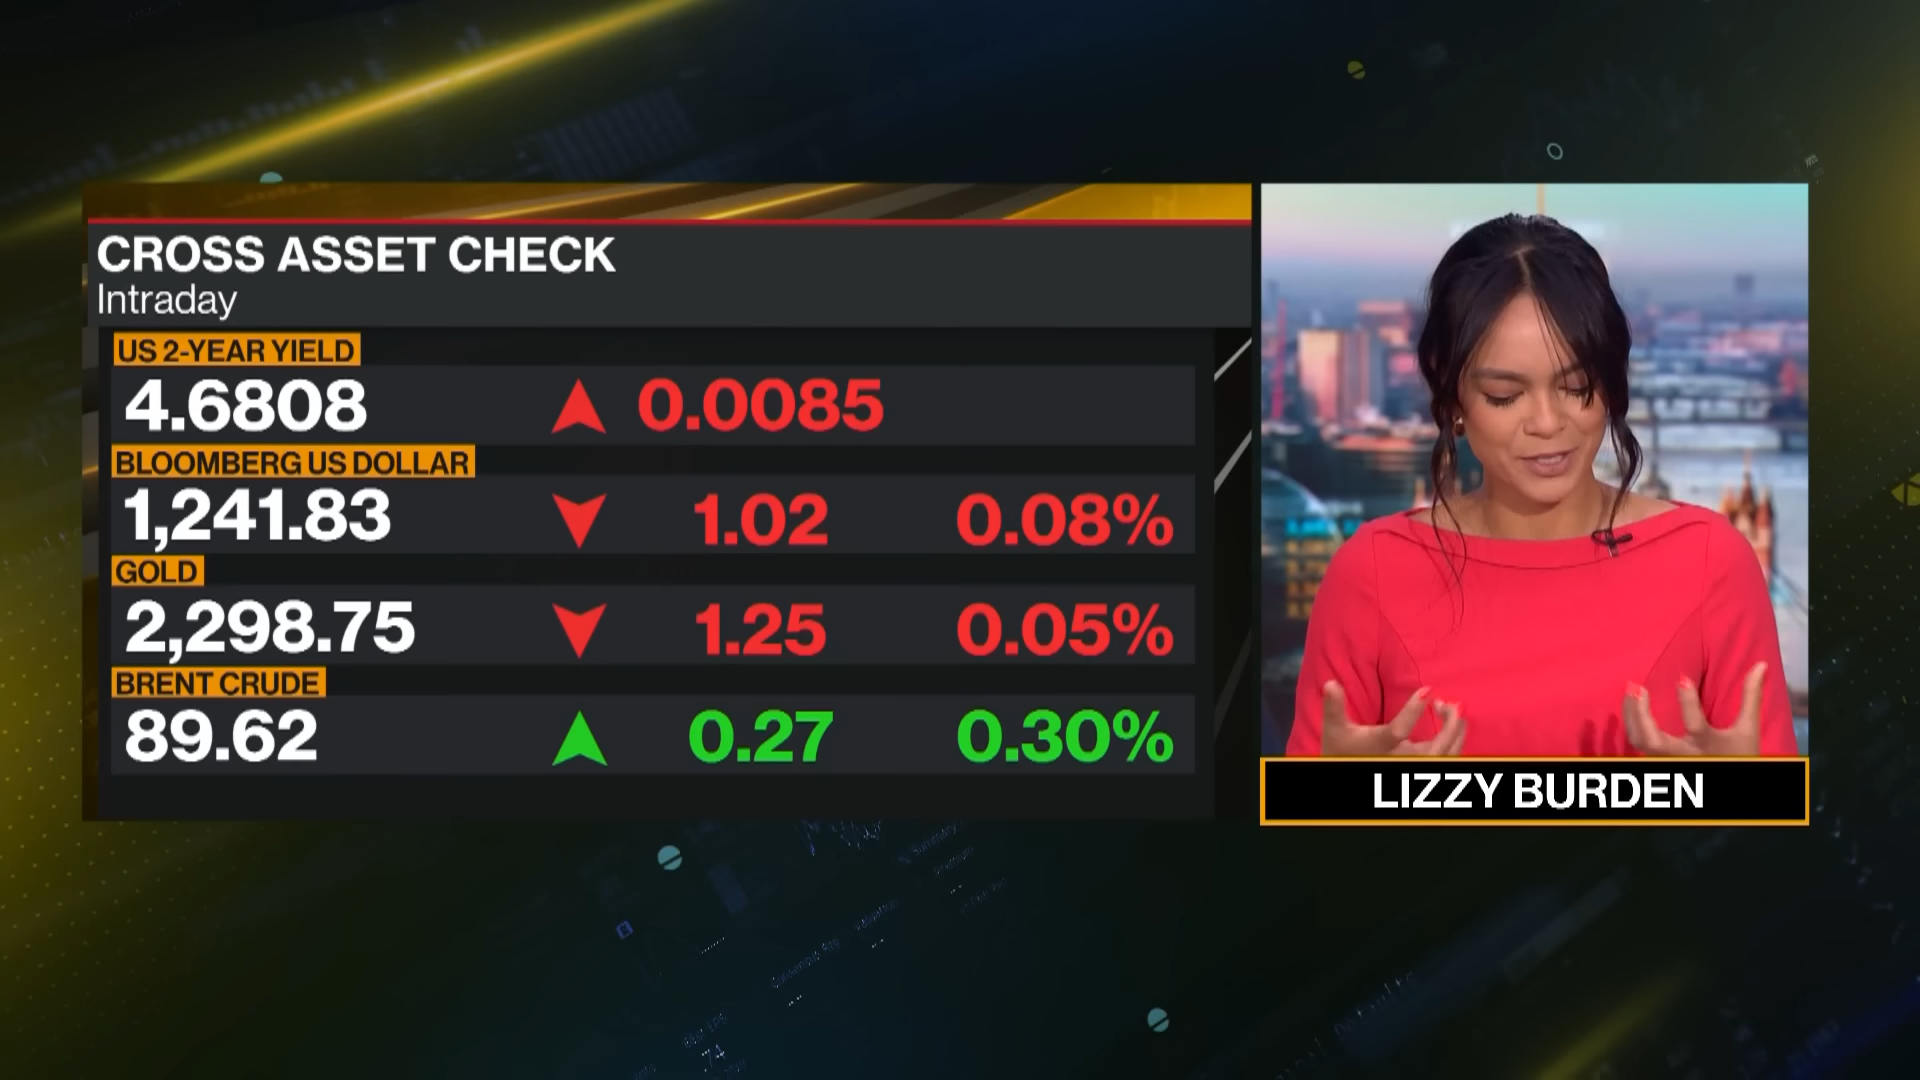 CROSS ASSET CHECK
Intraday
US 2-YEAR YIELD
4.6808 ▲ 0.0085
BLOOMBERG US DOLLAR
1,241.83 ▼ 1.02 0.08%
GOLD
2,298.75 ▼ 1.25 0.05%
BRENT CRUDE
89.62 ▲ 0.27 0.30%
LIZZY BURDEN